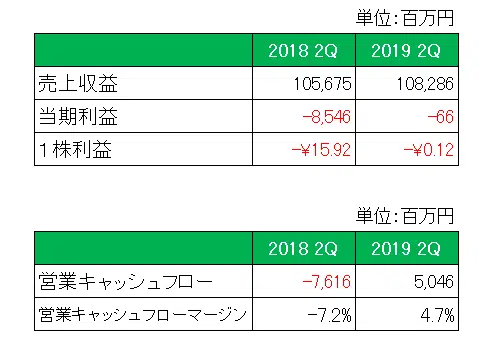 単位：百万円
2018 2Q 2019 2Q
売上収益 105,675 108,286
当期利益 -8,546 -66
１株利益 -¥15.92 -¥0.12
単位：百万円
2018 2Q 2019 2Q
営業キャッシュフロー -7,616 5,046
営業キャッシュフローマージン -7.2% 4.7%